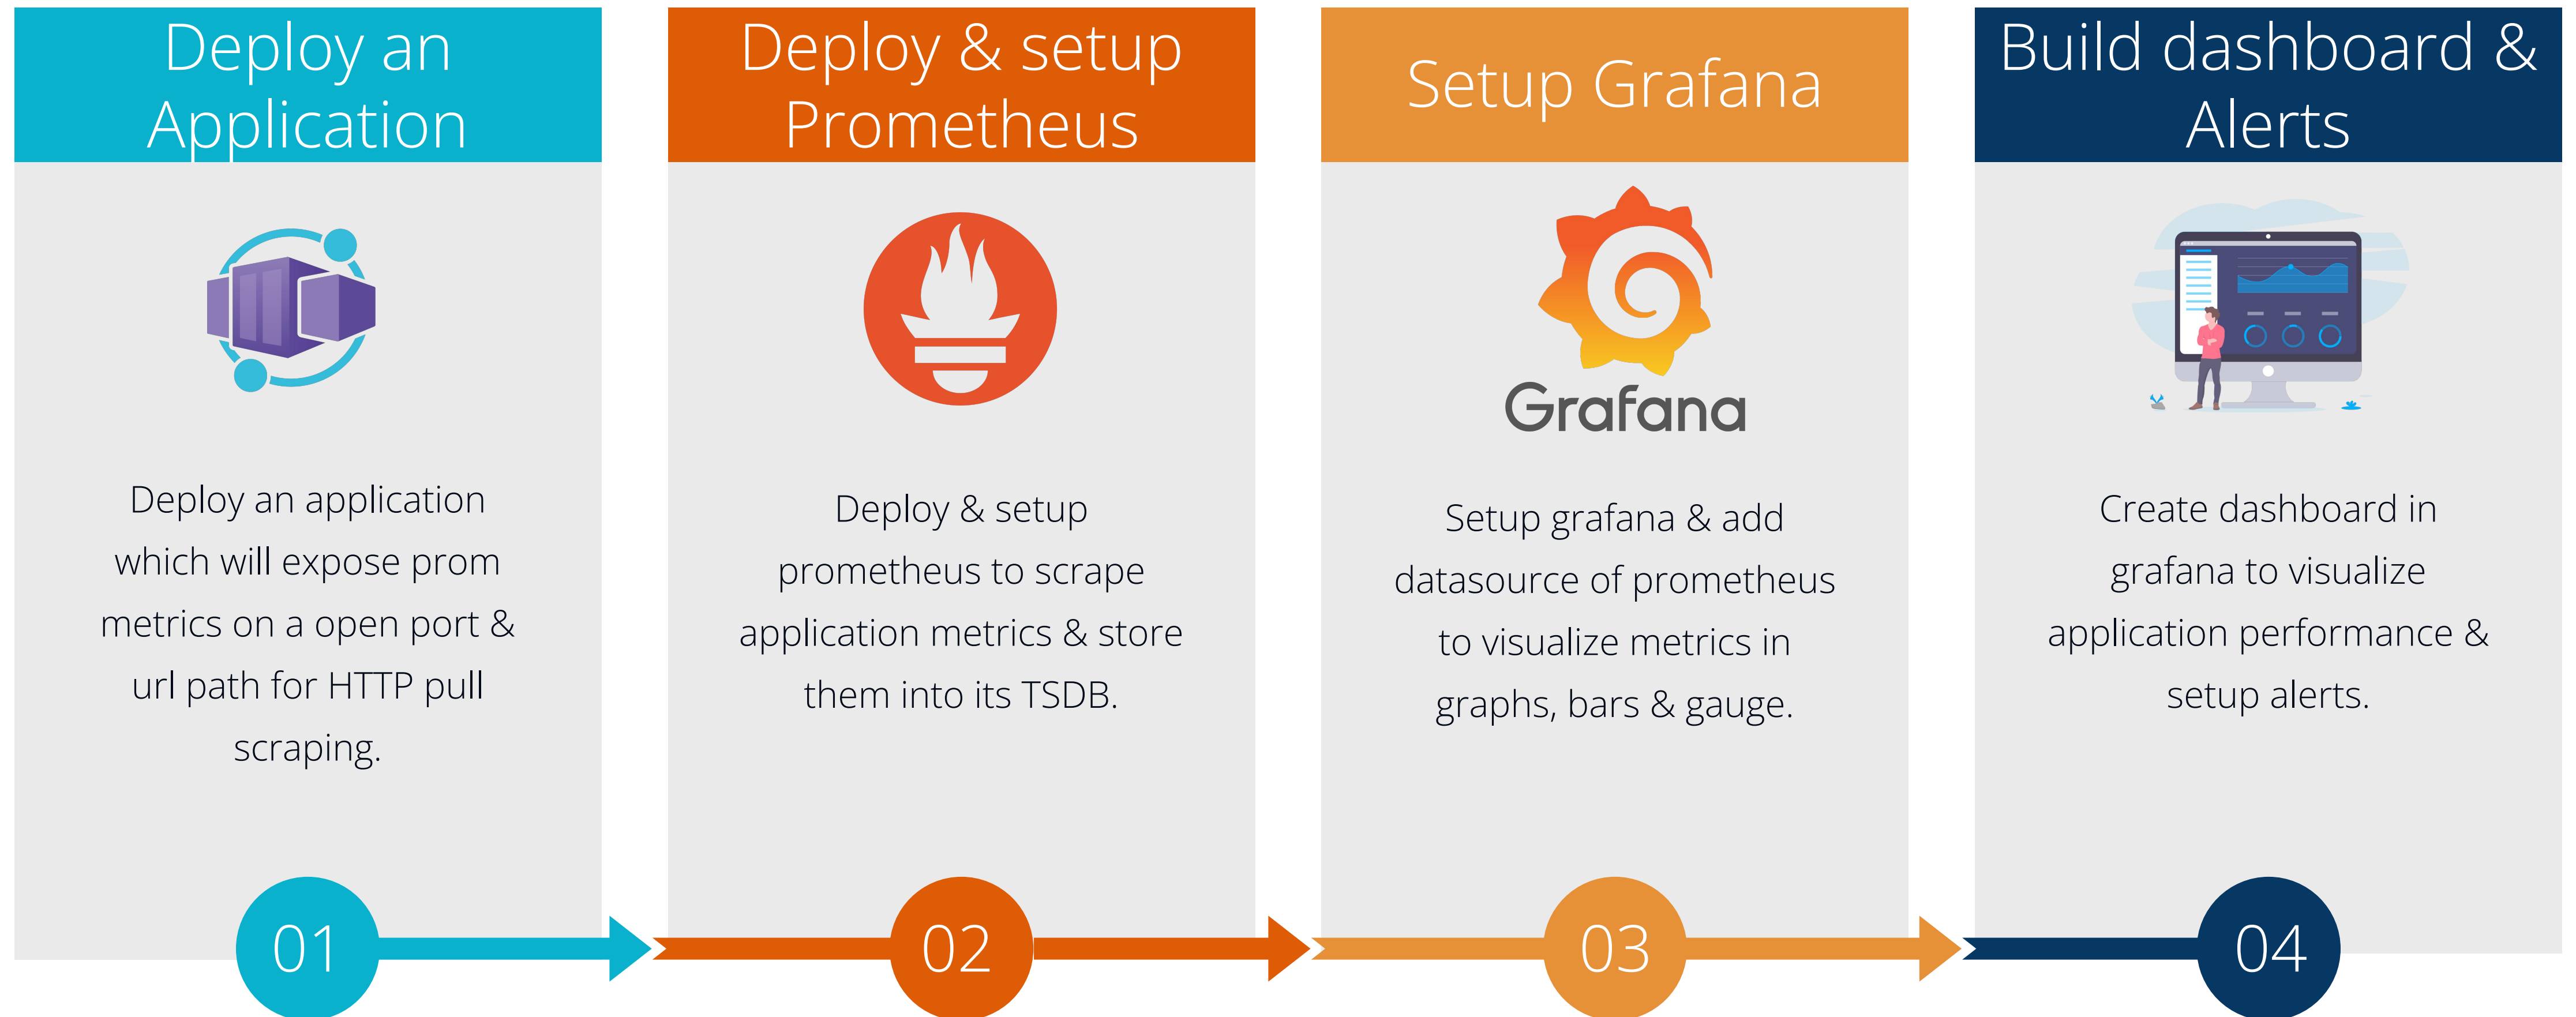 Deploy an
Application
Deploy an application
which will expose prom
metrics on a open port &
url path for HTTP pull
scraping.
01
Deploy & setup
Prometheus
Deploy & setup
prometheus to scrape
application metrics & store
them into its TSDB.
02
Setup Grafana
Grafana
Setup grafana & add
datasource of prometheus
to visualize metrics in
graphs, bars & gauge.
03
Build dashboard &
Alerts
Create dashboard in
grafana to visualize
application performance &
setup alerts.
04